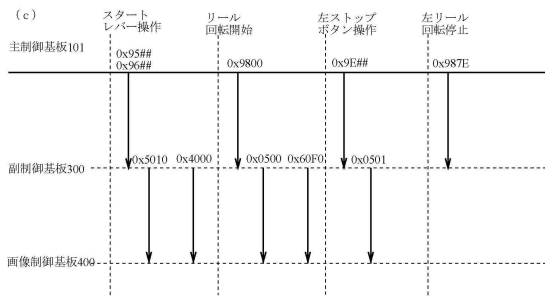 (c)
スタート
レバー操作
リール
回転開始
左ストップ
ボタン操作
左リール
回転停止
主制御基板101
0x95##
0x96##
0x9800
0x9E##
0x987E
副制御基板300
0x5010
0x4000
0x0500
0x60F0
0x0501
画像制御基板400